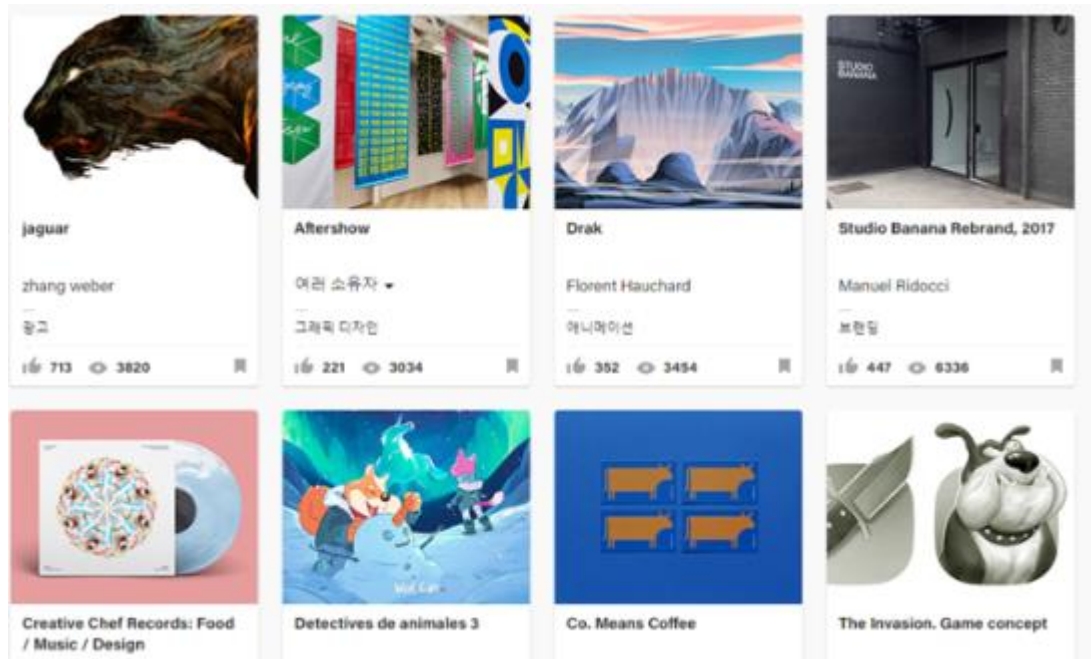 STUDIO
BANANA
jaguar
zhang weber
광고
713 3820
Aftershow
여러 소유자
그래픽 디자인
221 3034
Drak
Florent Hauchard
애니메이션
352 3454
Studio Banana Rebrand, 2017
Manuel Ridocci
브랜딩
447 6336
Creative Chef Records: Food
/ Music / Design
Detectives de animales 3
Co. Means Coffee
The Invasion. Game concept